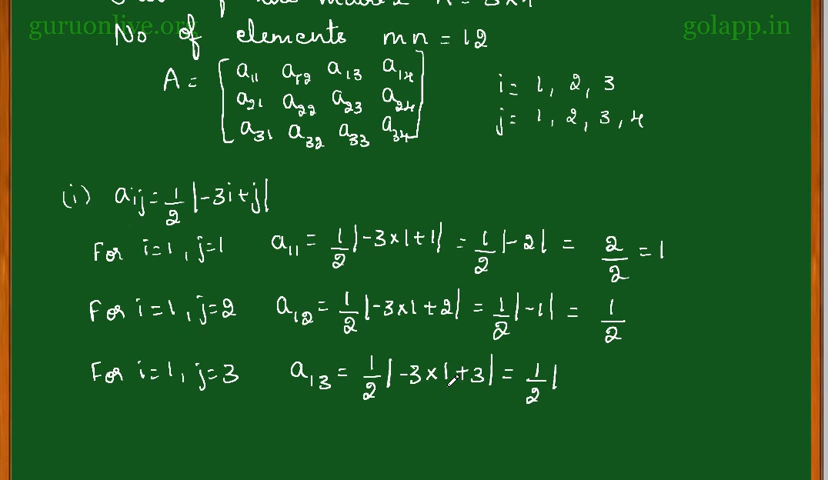 guruonlive.org
golapp.in
No of elements mn = 12
A = [a11 a12 a13 a14
a21 a22 a23 a24
a31 a32 a33 a34]
i = 1, 2, 3
j = 1, 2, 3, 4
(i) aij = 1/2 |-3i+j|
For i=1, j=1 a11 = 1/2 |-3×1+1| = 1/2 |-2| = 2/2 = 1
For i=1, j=2 a12 = 1/2 |-3×1+2| = 1/2 |-1| = 1/2
For i=1, j=3 a13 = 1/2 |-3×1+3| = 1/2 |